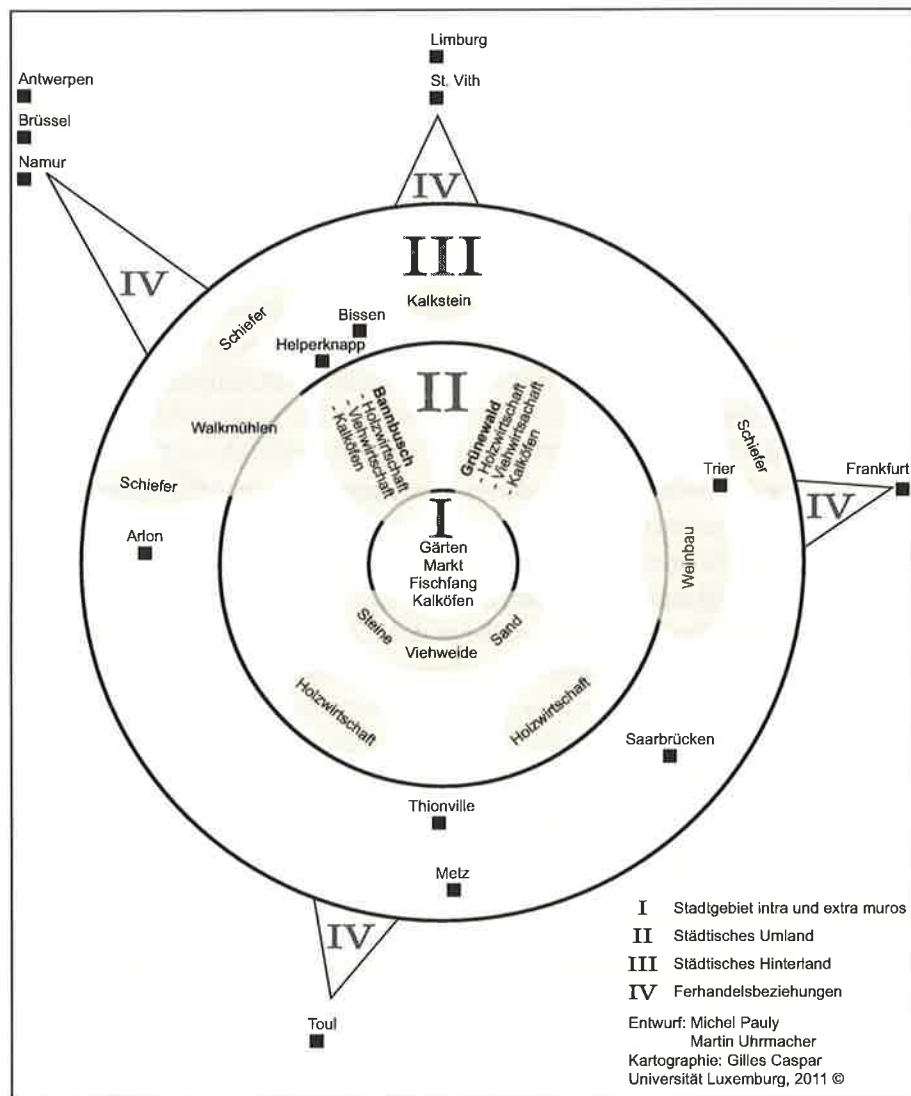 Limburg
St. Vith
Antwerpen
Brüssel
Namur
IV
IV
III
Kalkstein
Schiefer
Bissen
Helperknapp
II
Bannbusch
- Holzwirtschaft
- Viehwirtschaft
- Kalköfen
Grünewald
- Holzwirtschaft
- Viehwirtsachaft
- Kalköfen
Walkmühlen
Schiefer
Schiefer
Trier
Frankfurt
IV
Arlon
I
Gärten
Markt
Fischfang
Kalköfen
Weinbau
Steine
Viehweide
Sand
Holzwirtschaft
Holzwirtschaft
Saarbrücken
Thionville
Metz
IV
Toul
I Stadtgebiet intra und extra muros
II Städtisches Umland
III Städtisches Hinterland
IV Ferhandelsbeziehungen
Entwurf: Michel Pauly
Martin Uhrmacher
Kartographie: Gilles Caspar
Universität Luxemburg, 2011 ©